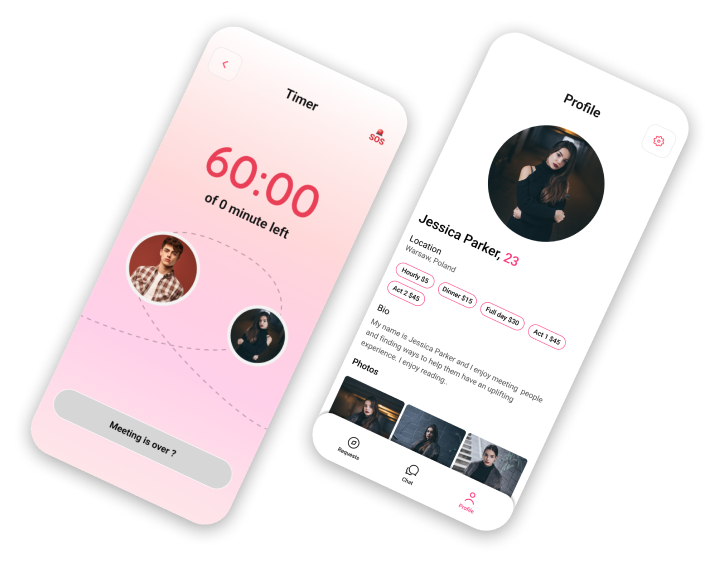 Timer
SOS
60:00
of 0 minute left
Meeting is over ?
Profile
Jessica Parker, 23
Location
Warsaw, Poland
Hourly $5
Dinner $15
Full day $30
Act 1 $45
Act 2 $45
Bio
My name is Jessica Parker and I enjoy meeting people
and finding ways to help them have an uplifting
experience. I enjoy reading..
Photos
Requests
Chat
Profile